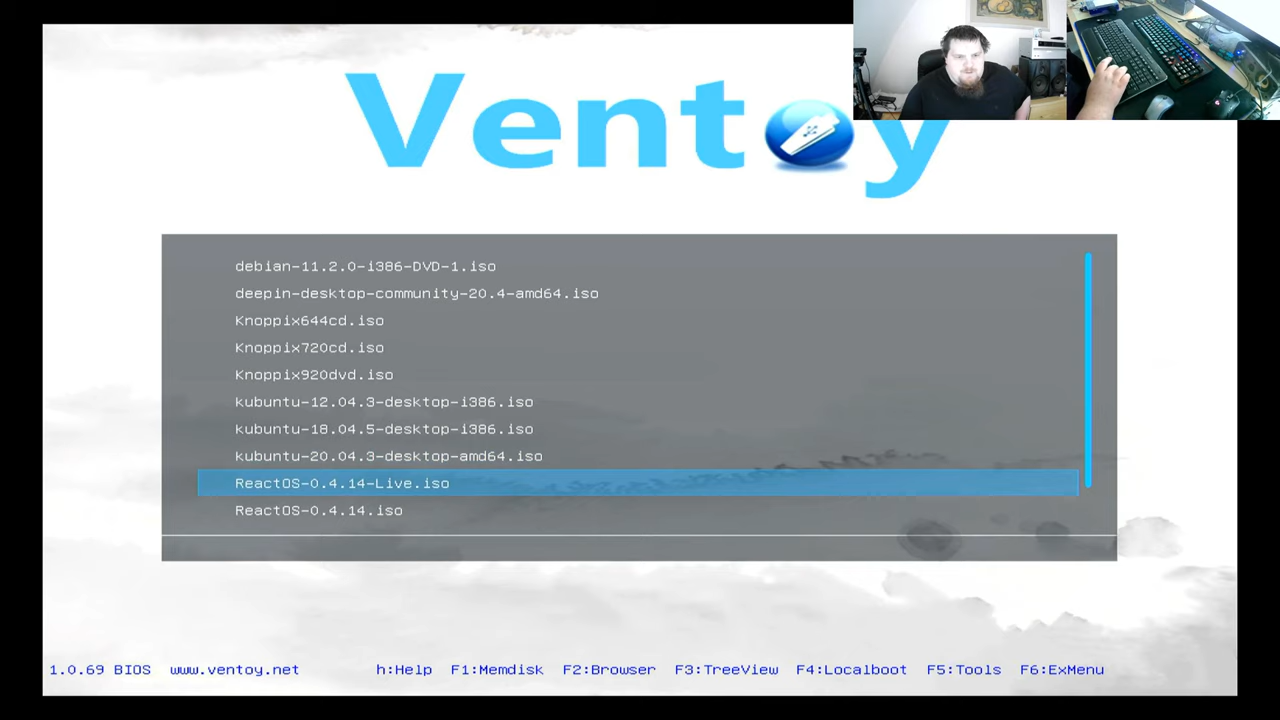 Ventoy
debian-11.2.0-i386-DVD-1.iso
deepin-desktop-community-20.4-amd64.iso
Knoppix644cd.iso
Knoppix720cd.iso
Knoppix920dvd.iso
kubuntu-12.04.3-desktop-i386.iso
kubuntu-18.04.5-desktop-i386.iso
kubuntu-20.04.3-desktop-amd64.iso
ReactOS-0.4.14-Live.iso
ReactOS-0.4.14.iso
1.0.69 BIOS www.ventoy.net h:Help F1:Memdisk F2:Browser F3:TreeView F4:Localboot F5:Tools F6:ExMenu